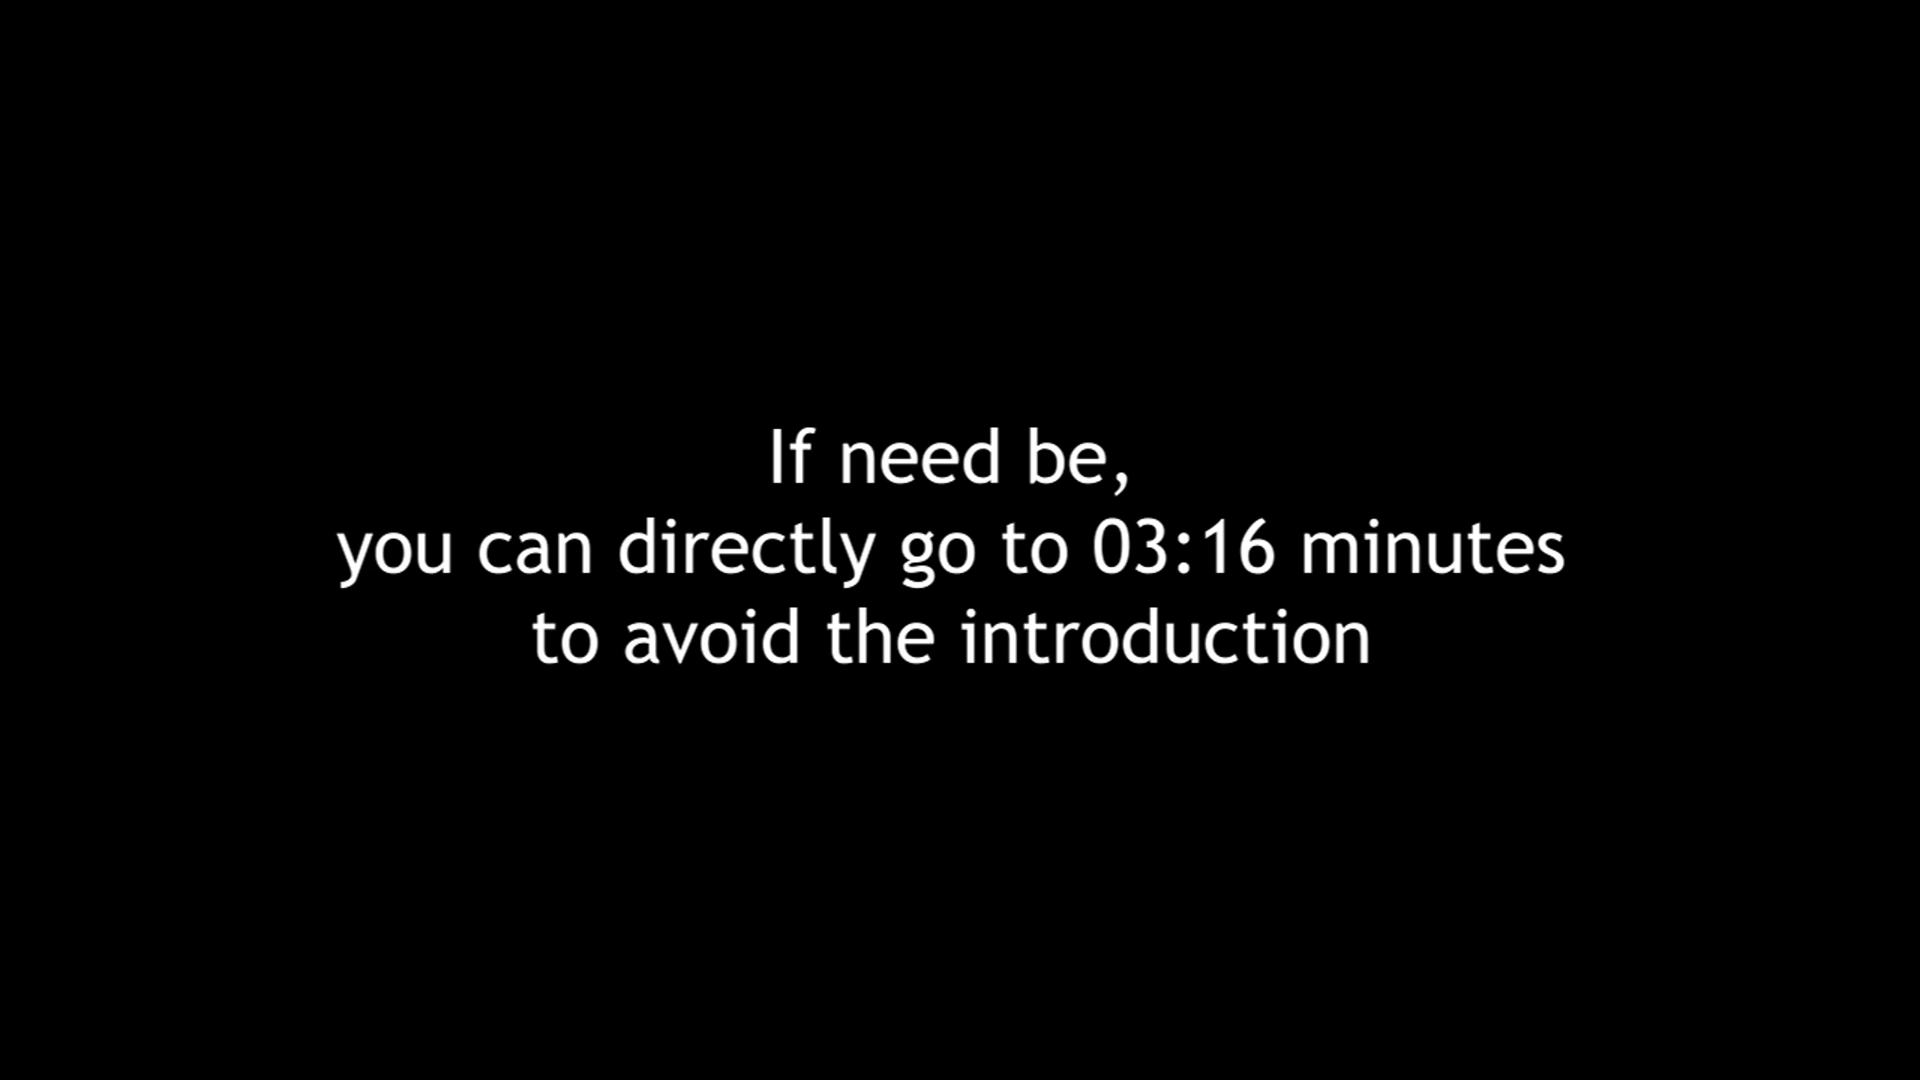 If need be,
you can directly go to 03:16 minutes
to avoid the introduction